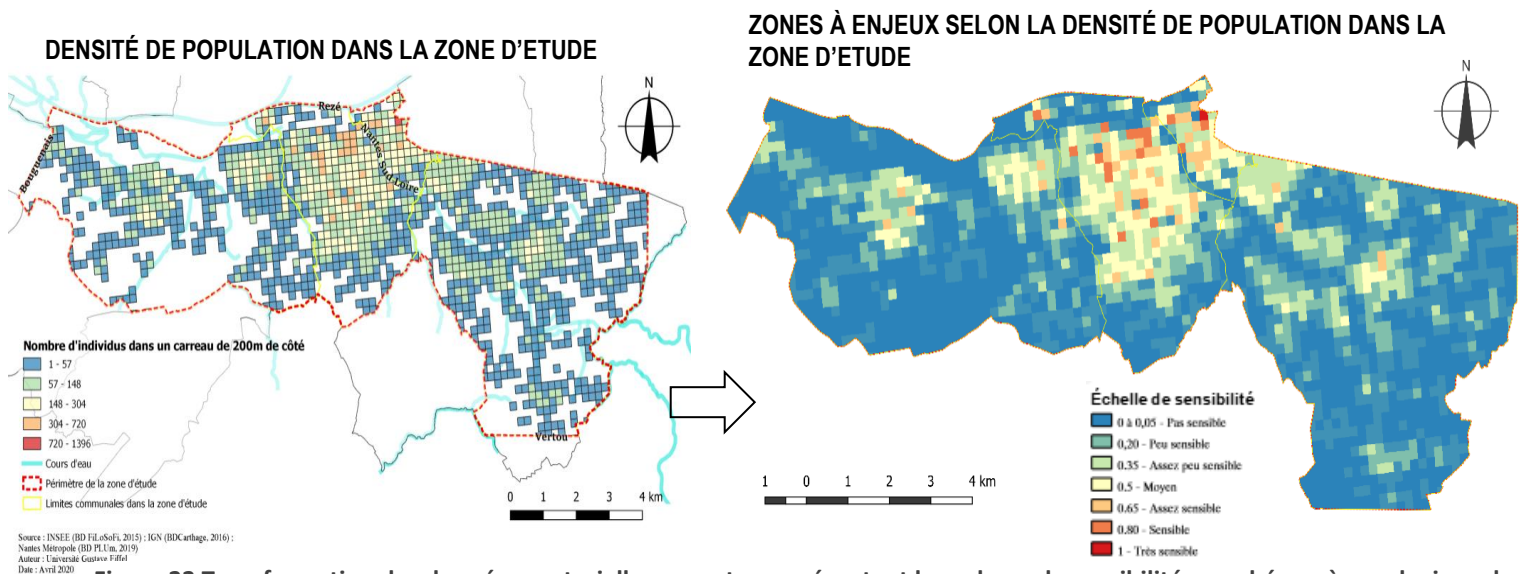 DENSITÉ DE POPULATION DANS LA ZONE D'ETUDE
N
Rezé
Bouguenais
Nantes Sud Loire
Vertou
Nombre d'individus dans un carreau de 200m de côté
1 - 57
57 - 148
148 - 304
304 - 720
720 - 1396
Cours d'eau
Périmètre de la zone d'étude
Limites communales dans la zone d'étude
0 1 2 3 4 km
Source : INSEE (BD FiLoSoFi, 2015) ; IGN (BDCarthage, 2016) ;
Nantes Métropole (BD PLUm, 2019)
Auteur : Université Gustave Eiffel
Date : Avril 2020
ZONES À ENJEUX SELON LA DENSITÉ DE POPULATION DANS LA
ZONE D'ETUDE
N
Échelle de sensibilité
0 à 0,05 - Pas sensible
0,20 - Peu sensible
0.35 - Assez peu sensible
0.5 - Moyen
0.65 - Assez sensible
0.80 - Sensible
1 - Très sensible
1 0 1 2 3 4 km